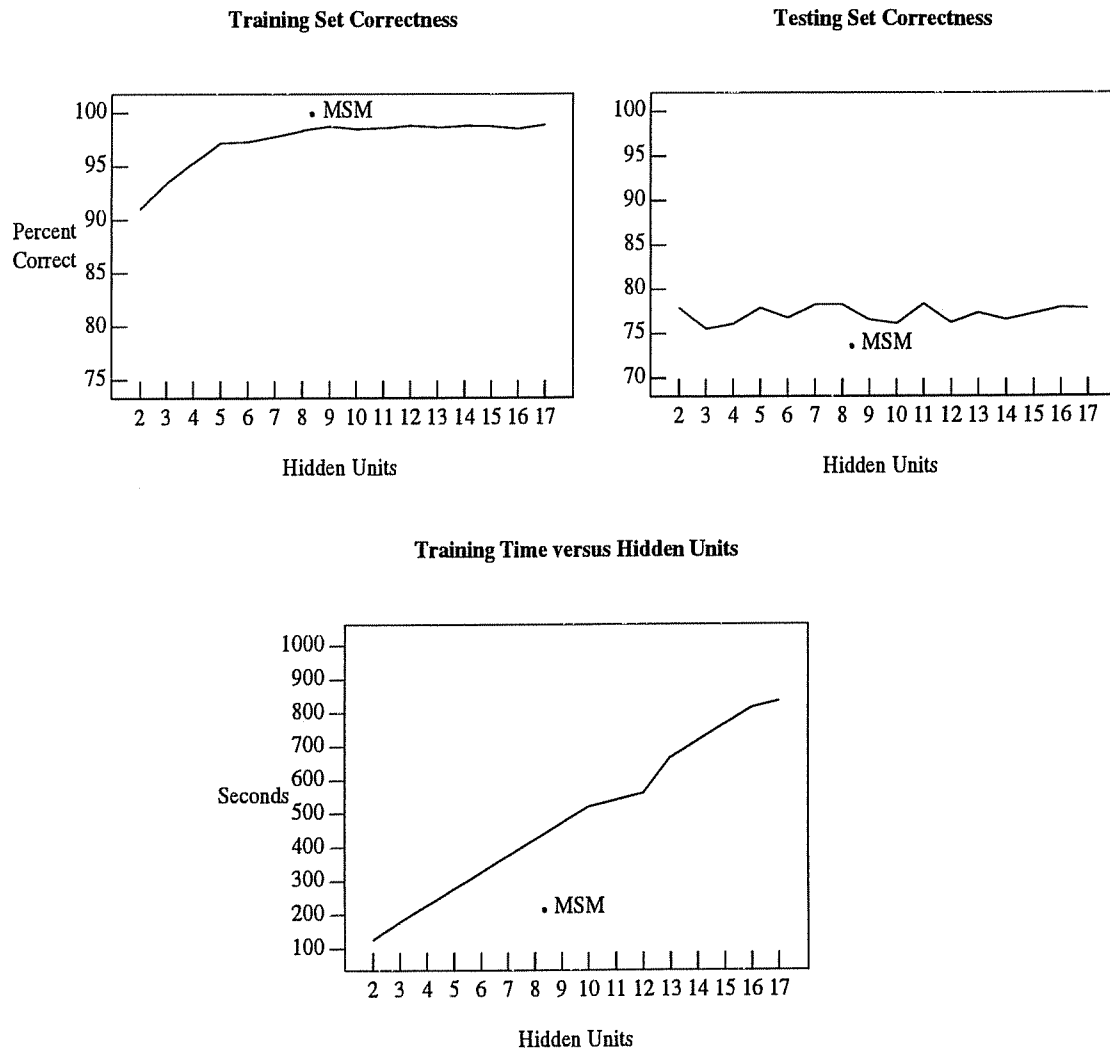 Training Set Correctness
Testing Set Correctness
100
95
90
85
80
75
Percent
Correct
MSM
2 3 4 5 6 7 8 9 10 11 12 13 14 15 16 17
Hidden Units
100
95
90
85
80
75
70
MSM
2 3 4 5 6 7 8 9 10 11 12 13 14 15 16 17
Hidden Units
Training Time versus Hidden Units
1000
900
800
700
600
500
400
300
200
100
Seconds
MSM
2 3 4 5 6 7 8 9 10 11 12 13 14 15 16 17
Hidden Units